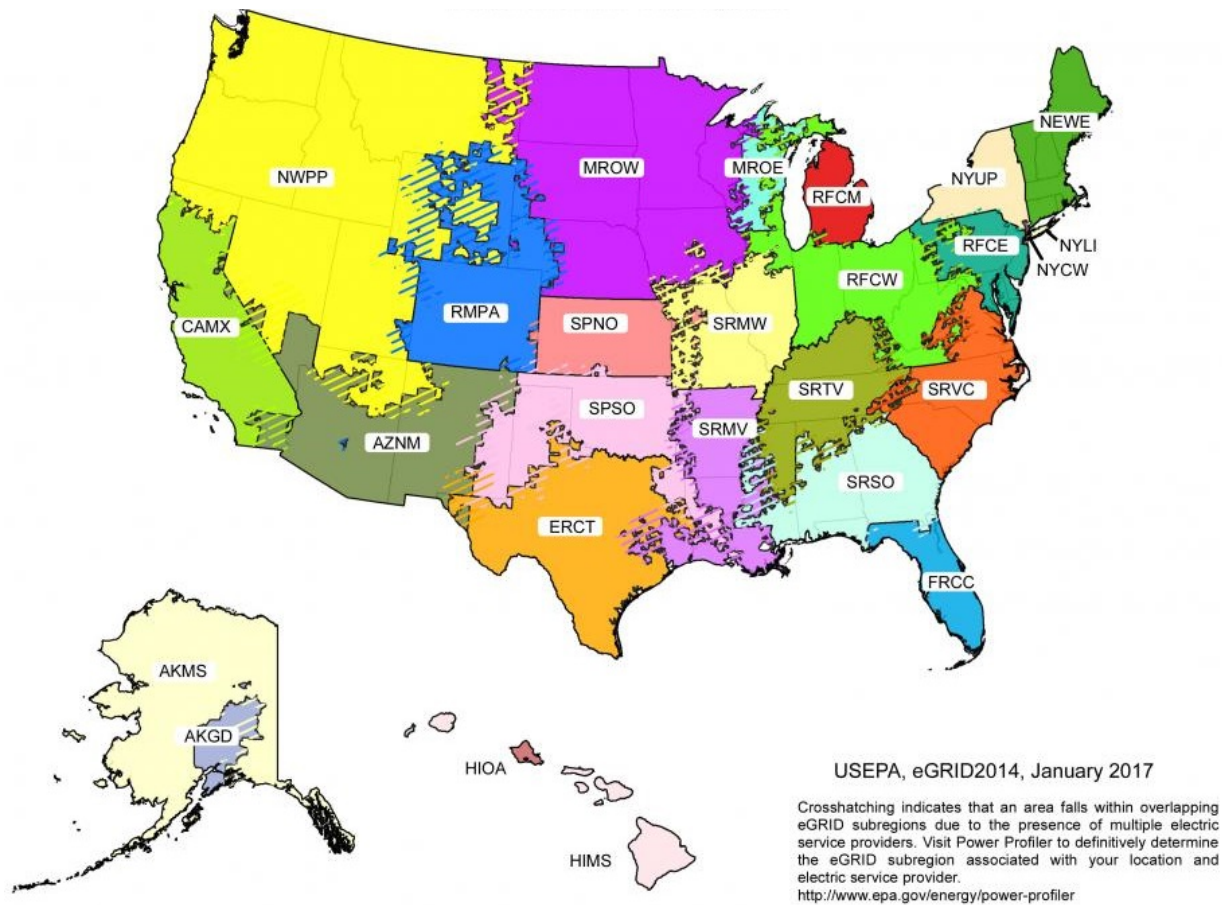 NEWE
NWPP
MROW
MROE
NYUP
RFCM
RFCE
NYLI
NYCW
RFCW
CAMX
RMPA
SPNO
SRMW
SRTV
SRVC
SPSO
SRMV
AZNM
SRSO
ERCT
FRCC
AKMS
AKGD
HIOA
HIMS
USEPA, eGRID2014, January 2017
Crosshatching indicates that an area falls within overlapping
eGRID subregions due to the presence of multiple electric
service providers. Visit Power Profiler to definitively determine
the eGRID subregion associated with your location and
electric service provider.
http://www.epa.gov/energy/power-profiler